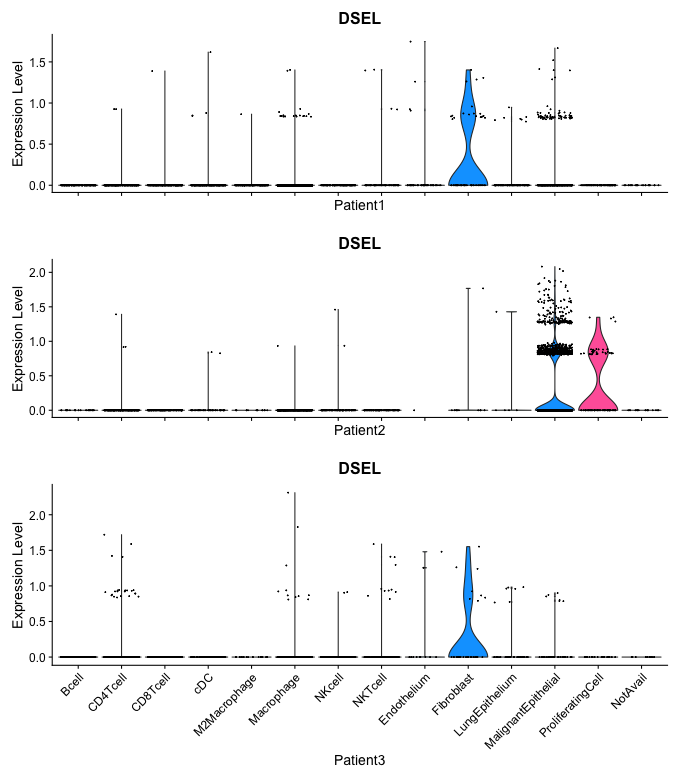 DSEL
Expression Level
1.5
1.0
0.5
0.0
Patient1
DSEL
Expression Level
2.0
1.5
1.0
0.5
0.0
Patient2
DSEL
Expression Level
2.0
1.5
1.0
0.5
0.0
Bcell
CD4Tcell
CD8Tcell
cDC
M2Macrophage
Macrophage
NKcell
NKTcell
Endothelium
Fibroblast
LungEpithelium
MalignantEpithelial
ProliferatingCell
NotAvail
Patient3